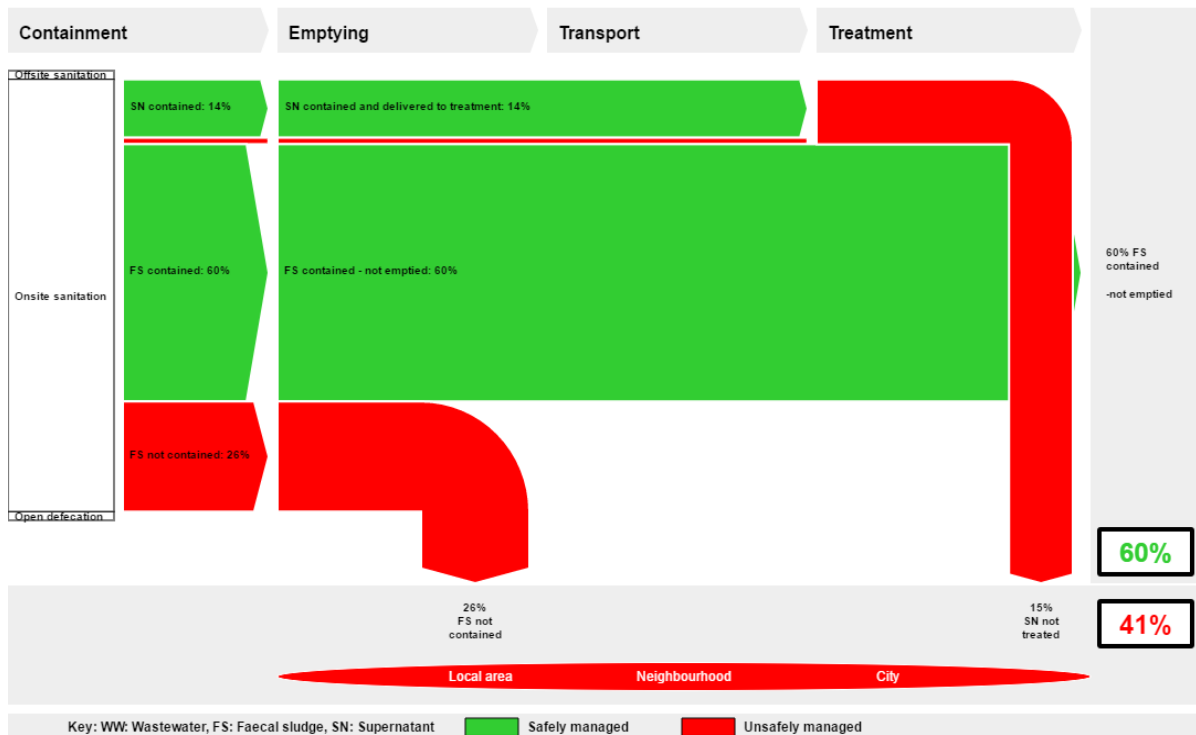 Containment
Emptying
Transport
Treatment
Offsite sanitation
SN contained: 14%
SN contained and delivered to treatment: 14%
FS contained: 60%
FS contained - not emptied: 60%
60% FS
contained
-not emptied
Onsite sanitation
FS not contained: 26%
Open defecation
60%
26%
FS not
contained
15%
SN not
treated
41%
Local area
Neighbourhood
City
Key: WW: Wastewater, FS: Faecal sludge, SN: Supernatant
Safely managed
Unsafely managed